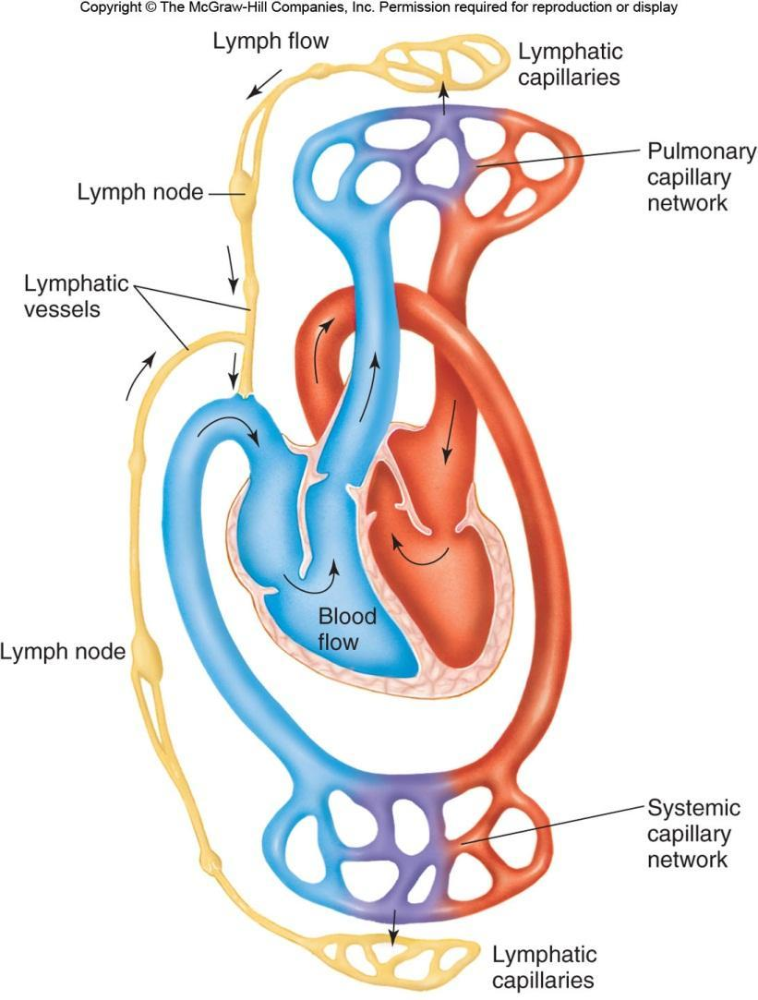 Copyright © The McGraw-Hill Companies, Inc. Permission required for reproduction or display
Lymph flow
Lymphatic
capillaries
Pulmonary
capillary
network
Lymph node
Lymphatic
vessels
Blood
flow
Lymph node
Systemic
capillary
network
Lymphatic
capillaries